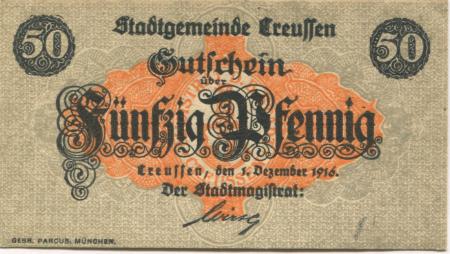 Stadtgemeinde Creussen
50 50
Gutschein
über
Fünfzig Pfennig
Creussen, den 1. Dezember 1916.
Der Stadtmagistrat:
GEBR. PARCUS, MÜNCHEN.